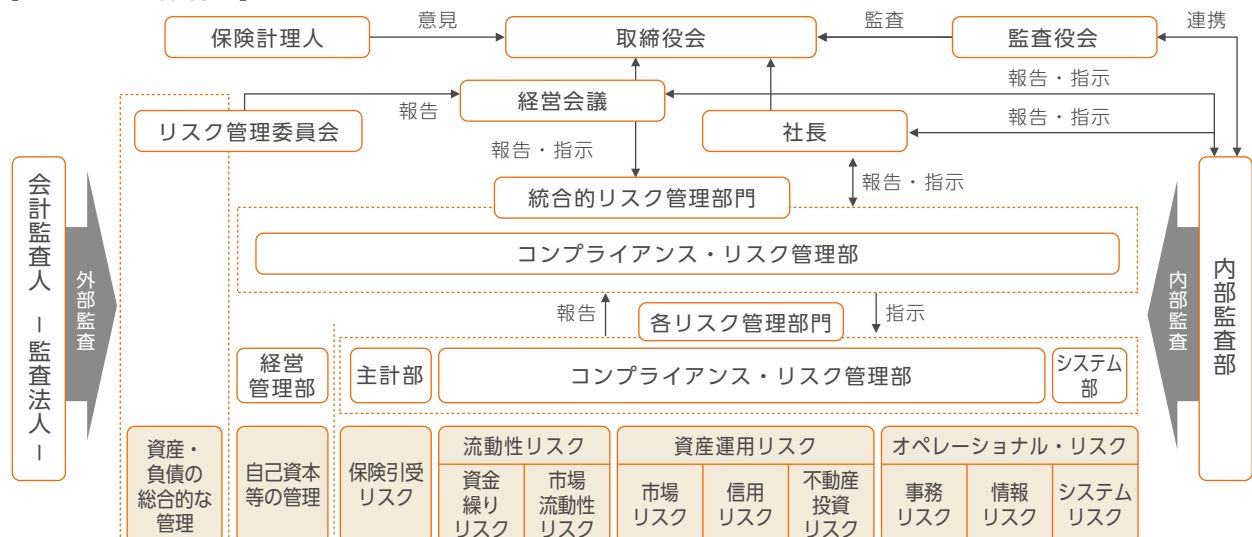 保険計理人
意見
取締役会
監査
監査役会
連携
報告・指示
経営会議
報告
リスク管理委員会
社長
報告・指示
報告・指示
報告・指示
統合的リスク管理部門
コンプライアンス・リスク管理部
会計監査人 ー監査法人ー
外部監査
内部監査
内部監査部
報告
各リスク管理部門
指示
経営
管理部
主計部
コンプライアンス・リスク管理部
システム
部
資産・
負債の
総合的な
管理
自己資本
等の管理
保険引受
リスク
流動性リスク
資金
繰り
リスク
市場
流動性
リスク
資産運用リスク
市場
リスク
信用
リスク
不動産
投資
リスク
オペレーショナル・リスク
事務
リスク
情報
リスク
システム
リスク